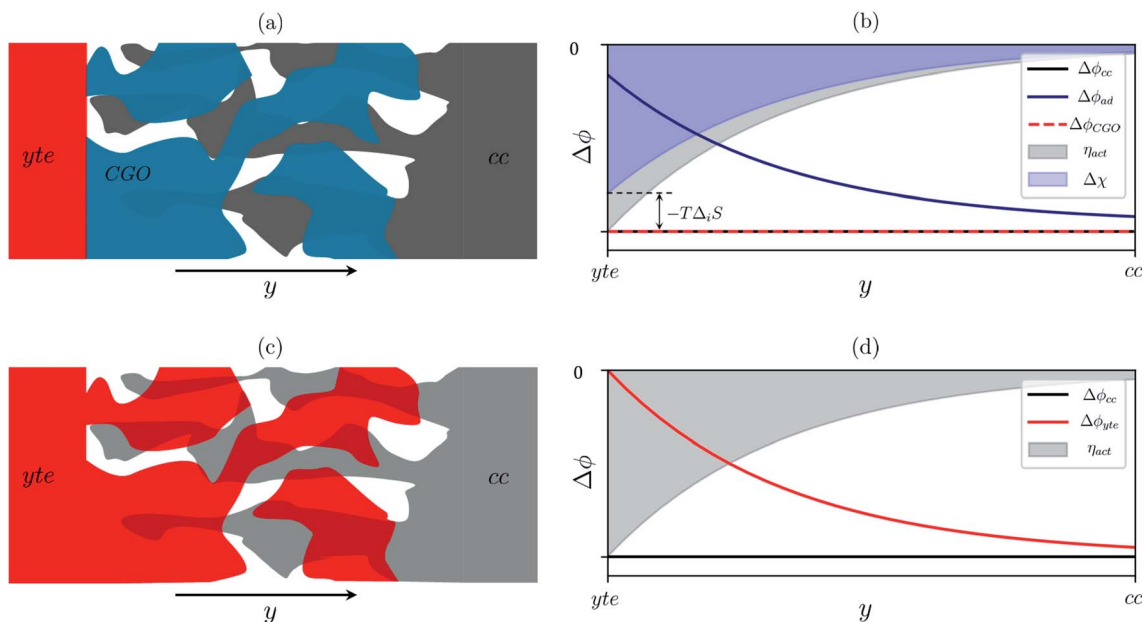 (a)
yte
CGO
cc
y
(b)
0
Δϕ
Δϕcc
Δϕad
ΔϕCGO
ηact
Δχ
−TΔiS
yte
y
cc
(c)
yte
cc
y
(d)
0
Δϕ
Δϕcc
Δϕyte
ηact
yte
y
cc